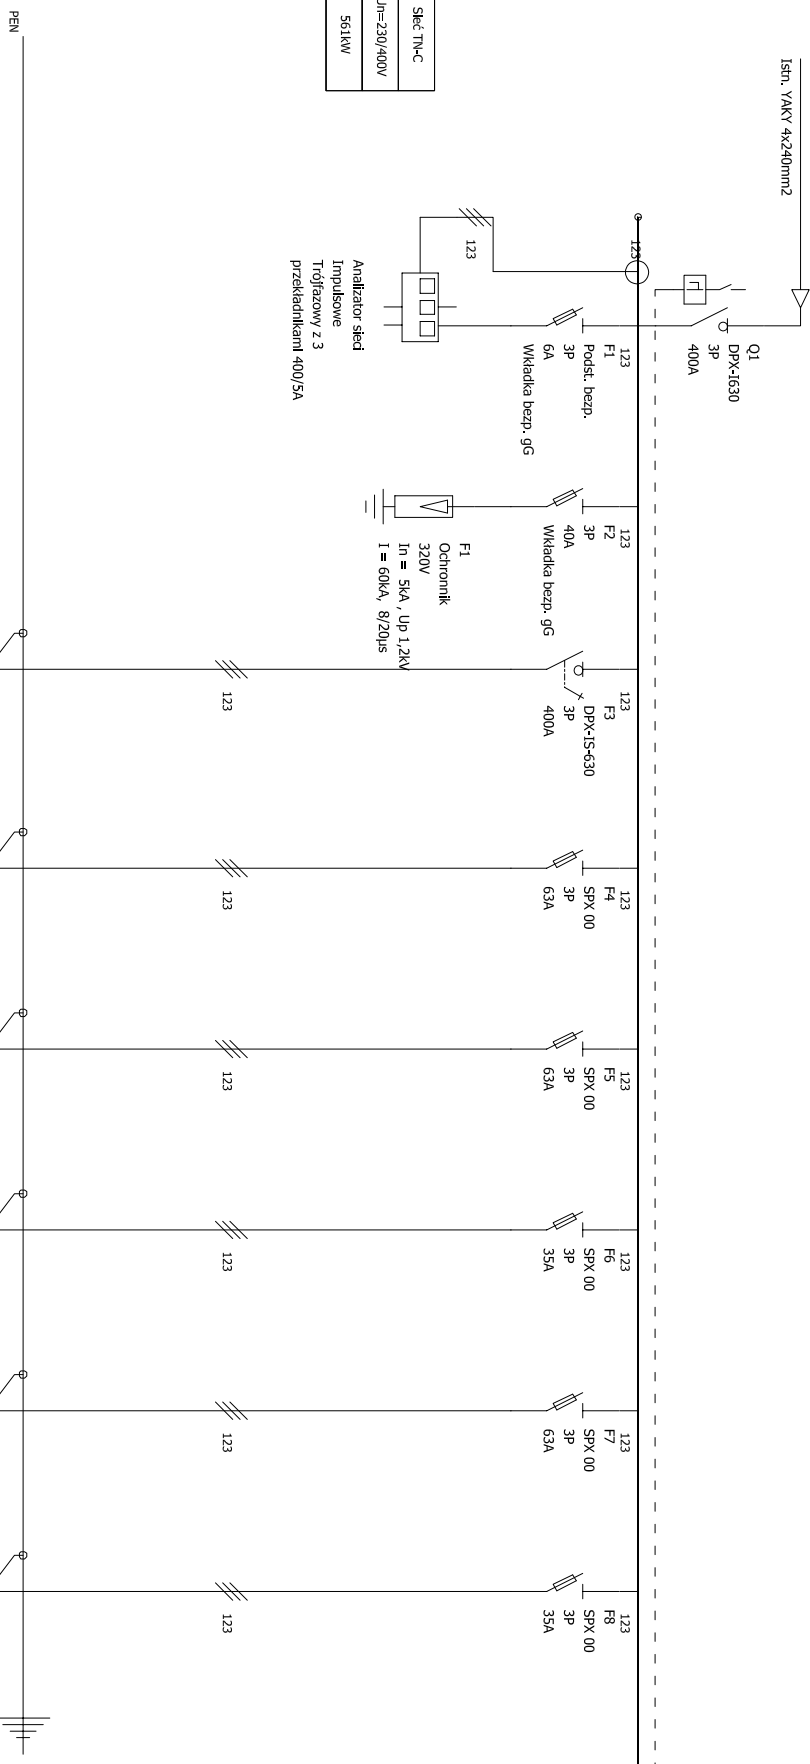 Istn. YAKY 4x240mm2
Q1
DPX-I630
3P
400A
PEN
Sieć TN-C
Un=230/400V
561kW
123
123
Analizator sieci
Impulsowe
Trójfazowy z 3
przekładnikami 400/5A
123
F1
Podst. bezp.
3P
6A
Wkładka bezp. gG
123
F2
3P
40A
Wkładka bezp. gG
F1
Ochronnik
320V
In = 5kA , Up 1,2kV
I = 60kA, 8/20µs
123
F3
DPX-IS-630
3P
400A
123
123
F4
SPX 00
3P
63A
123
123
F5
SPX 00
3P
63A
123
123
F6
SPX 00
3P
35A
123
123
F7
SPX 00
3P
63A
123
123
F8
SPX 00
3P
35A
123